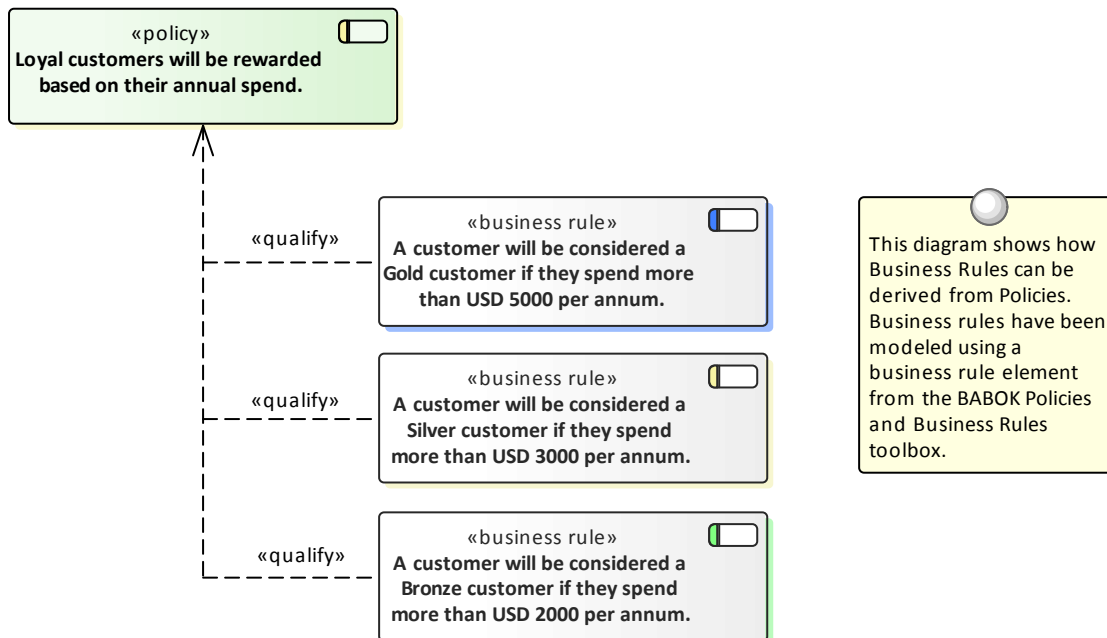 «policy»
Loyal customers will be rewarded
based on their annual spend.
«qualify»
«business rule»
A customer will be considered a
Gold customer if they spend more
than USD 5000 per annum.
«qualify»
«business rule»
A customer will be considered a
Silver customer if they spend
more than USD 3000 per annum.
«qualify»
«business rule»
A customer will be considered a
Bronze customer if they spend
more than USD 2000 per annum.
This diagram shows how
Business Rules can be
derived from Policies.
Business rules have been
modeled using a
business rule element
from the BABOK Policies
and Business Rules
toolbox.